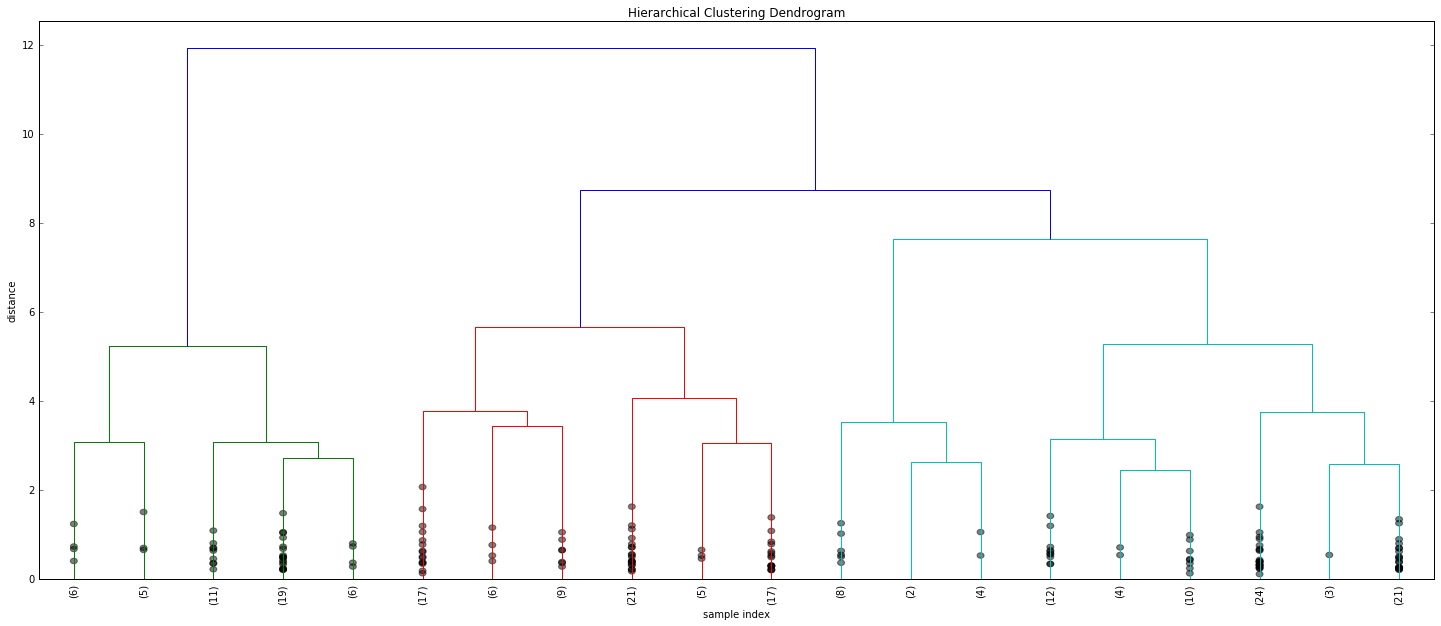 Hierarchical Clustering Dendrogram
12
10
8
6
4
2
0
distance
(6) (5) (11) (19) (6) (17) (6) (9) (21) (5) (17) (8) (2) (4) (12) (4) (10) (24) (3) (21)
sample index